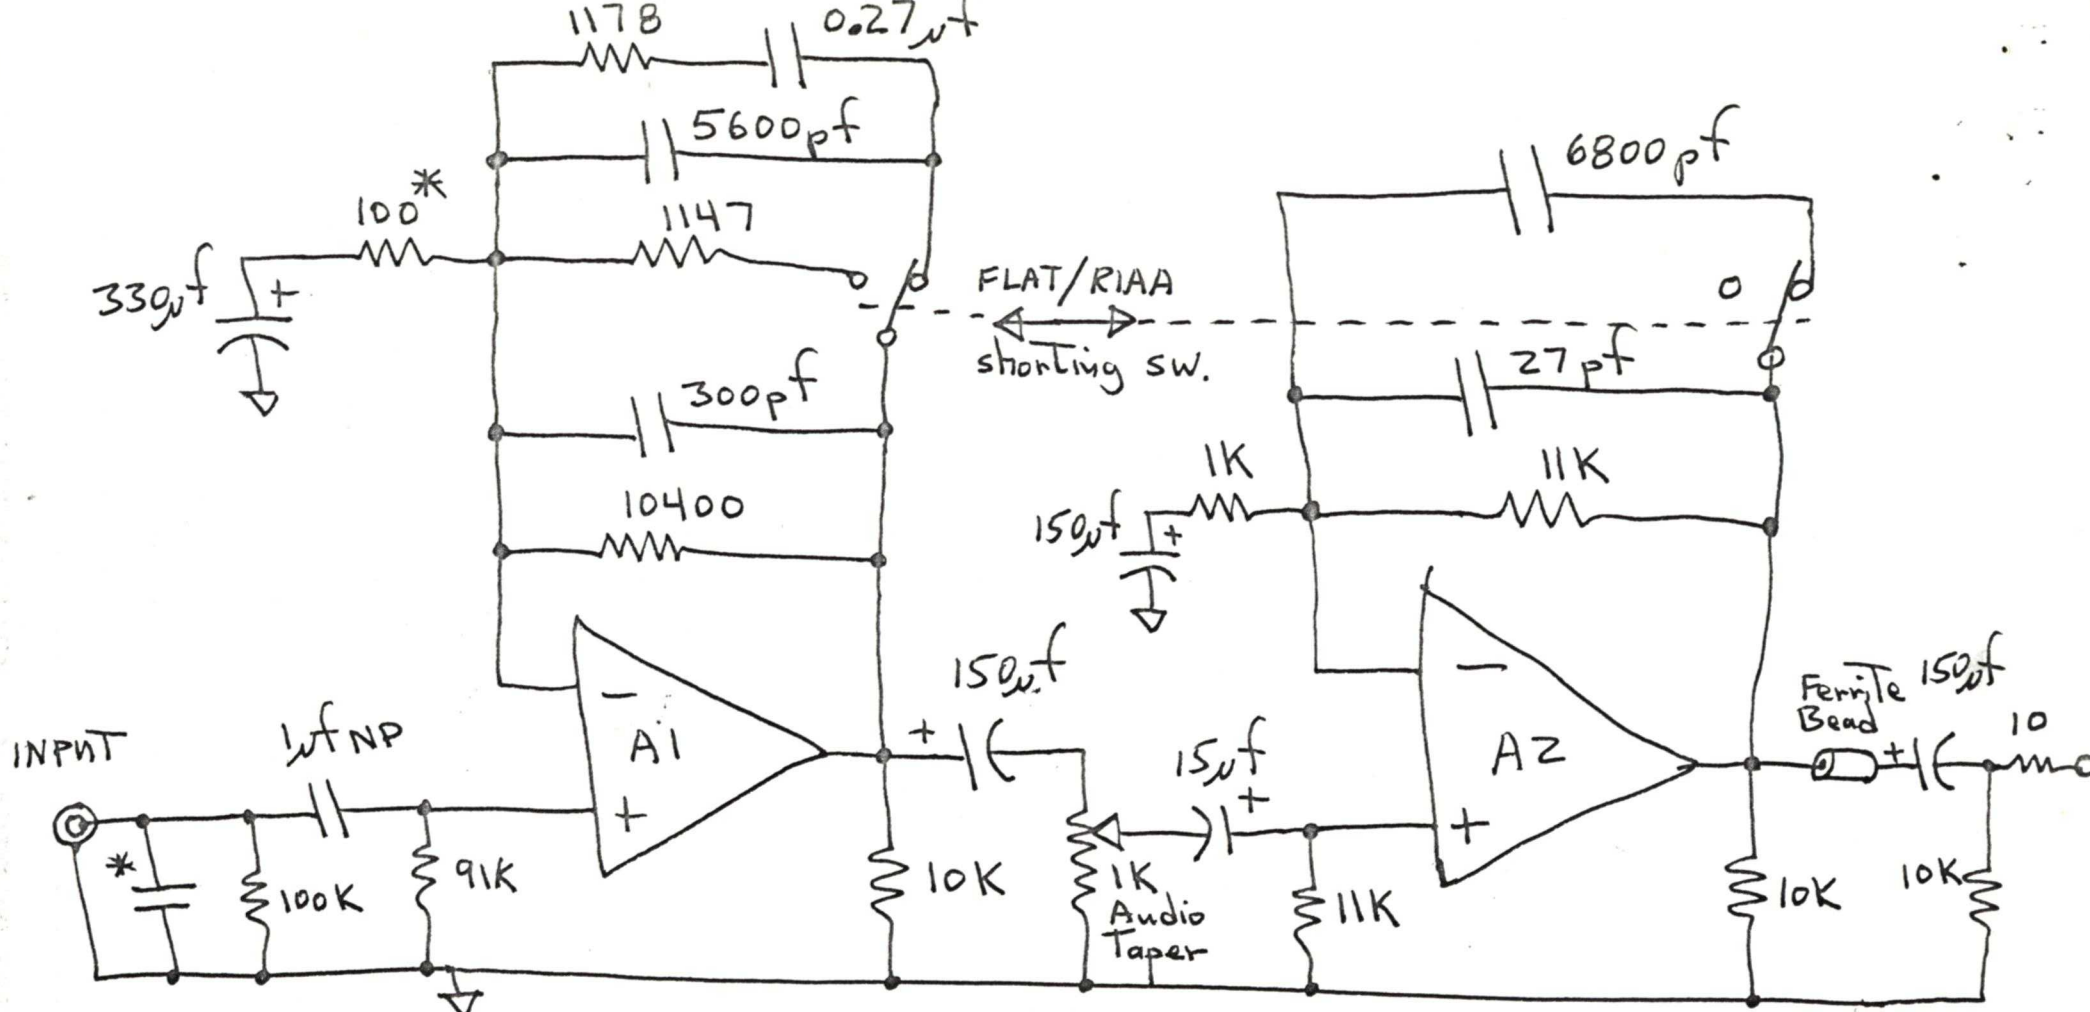 1178
0.27µf
5600pf
100*
1147
330µf
+
FLAT/RIAA
shorting sw.
300pf
10400
6800pf
27pf
1K
11K
150µf
+
INPUT
1µf NP
−
A1
+
150µf
+
15µf
+
−
A2
+
Ferrite
Bead
150µf
+
10
*
100K
91K
10K
1K
Audio
Taper
11K
10K
10K